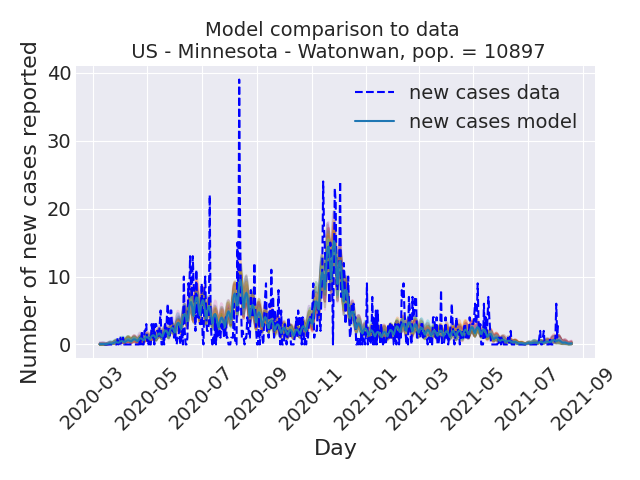 Model comparison to data
US - Minnesota - Watonwan, pop. = 10897
Number of new cases reported
40
30
20
10
0
new cases data
new cases model
2020-03
2020-05
2020-07
2020-09
2020-11
2021-01
2021-03
2021-05
2021-07
2021-09
Day